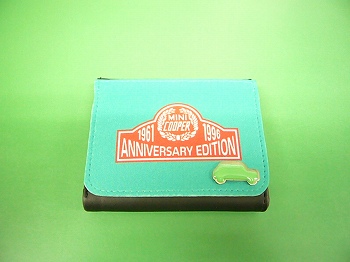 MINI
COOPER
1961 1996
ANNIVERSARY EDITION